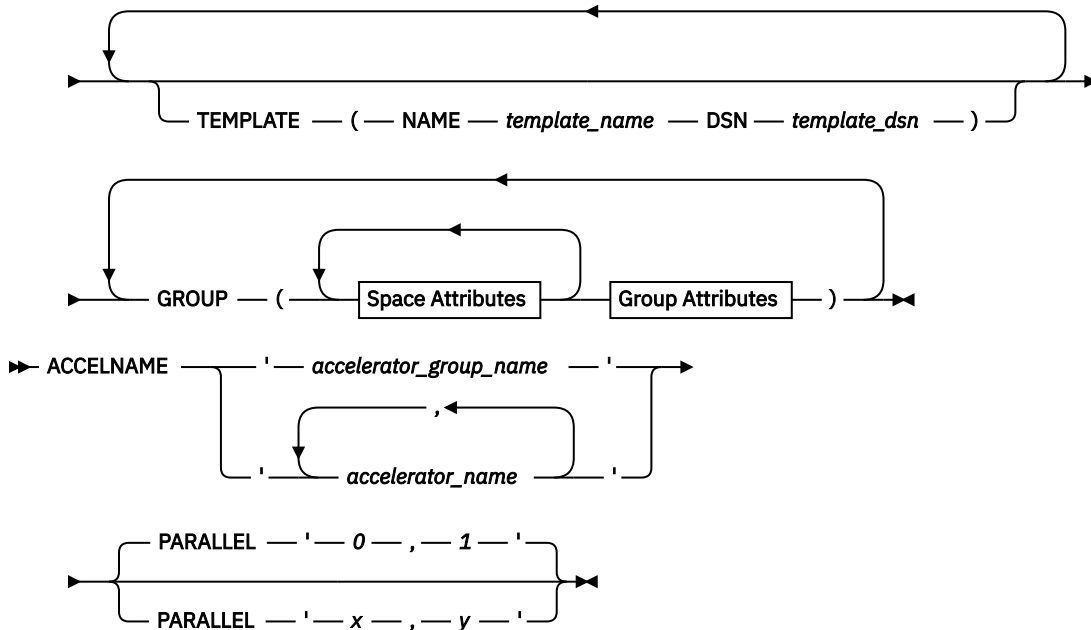 TEMPLATE ( NAME template_name DSN template_dsn )
GROUP ( Space Attributes Group Attributes )
ACCELNAME ' accelerator_group_name '
,
' accelerator_name '
PARALLEL ' 0 , 1 '
PARALLEL ' x , y '